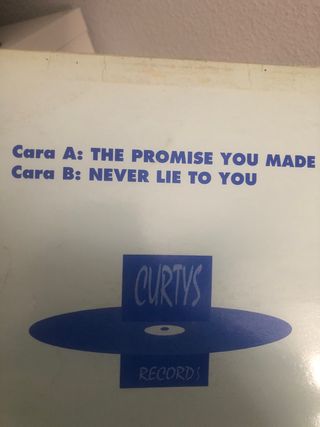 Cara A: THE PROMISE YOU MADE
Cara B: NEVER LIE TO YOU
CURTYS
RECORDS